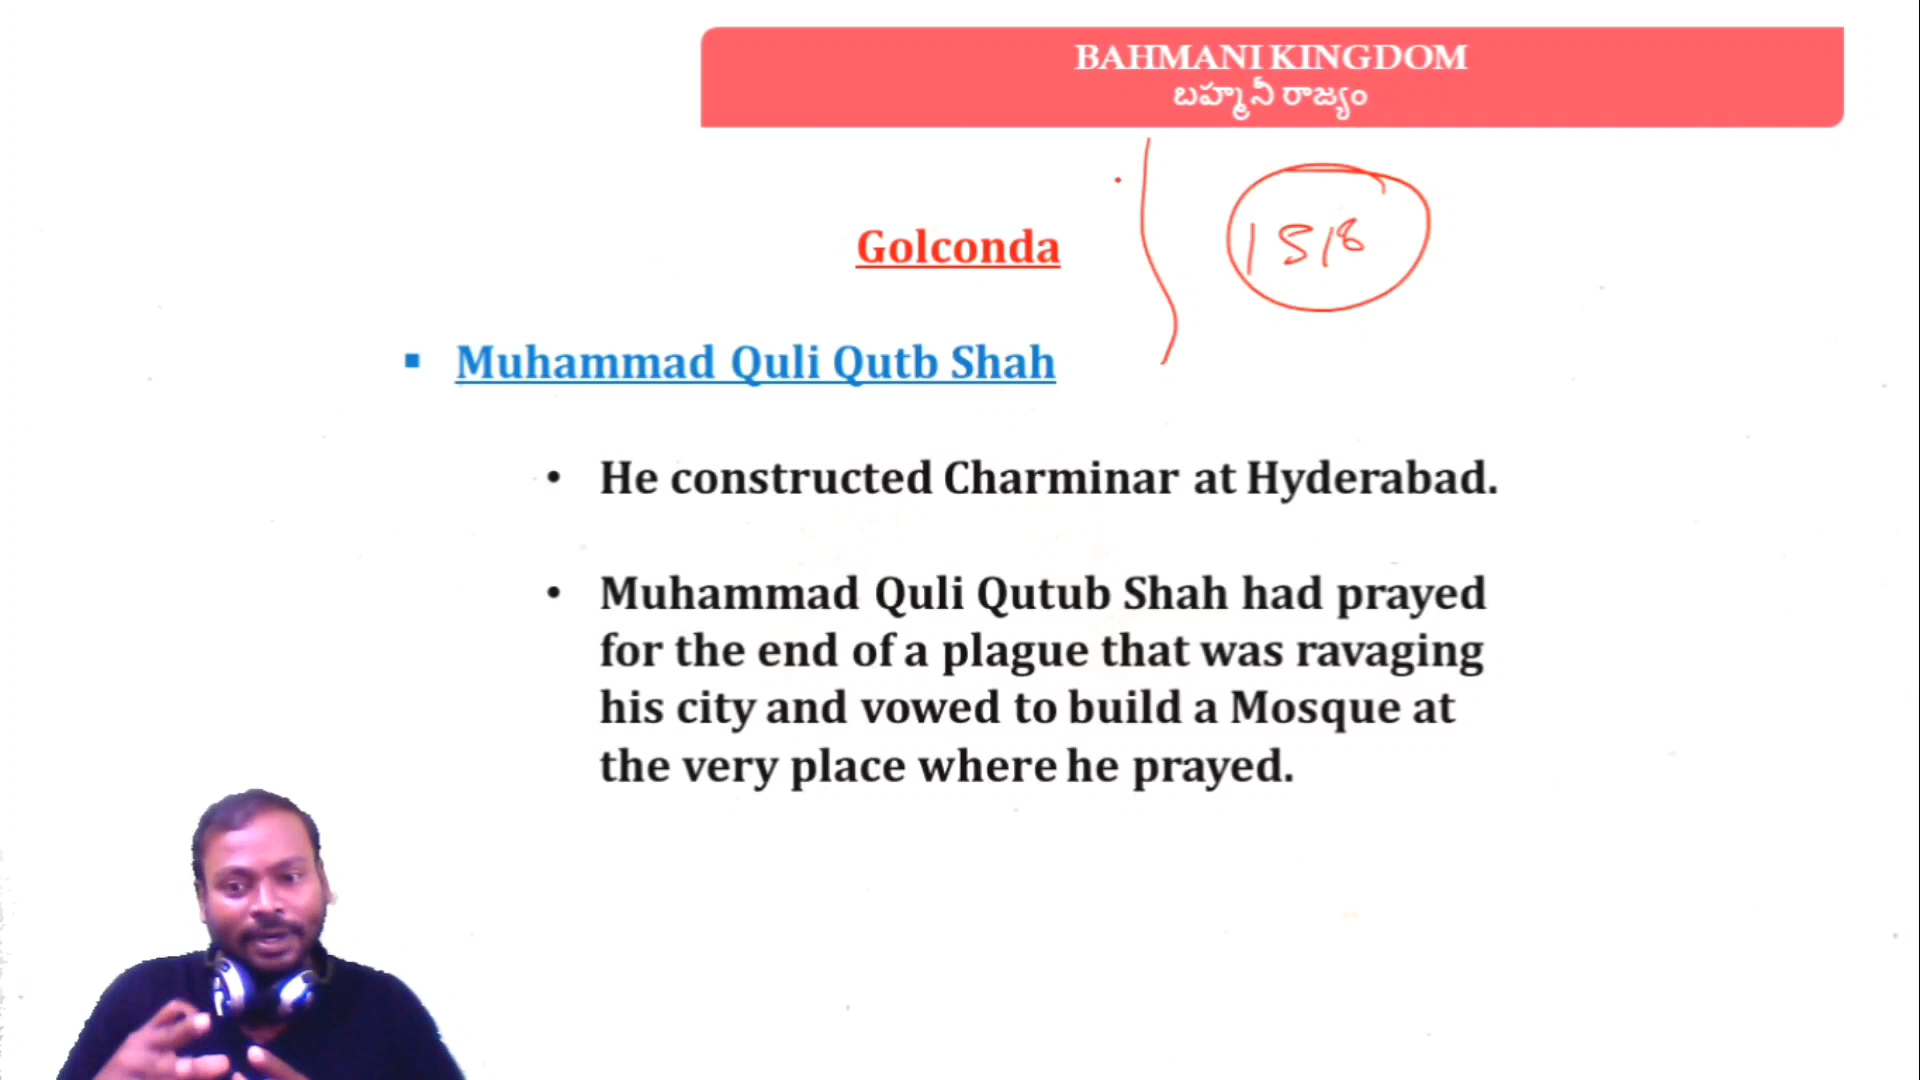 BAHMANI KINGDOM
బహ్మనీ రాజ్యం
1518
Golconda
▪ Muhammad Quli Qutb Shah
• He constructed Charminar at Hyderabad.
• Muhammad Quli Qutub Shah had prayed
for the end of a plague that was ravaging
his city and vowed to build a Mosque at
the very place where he prayed.